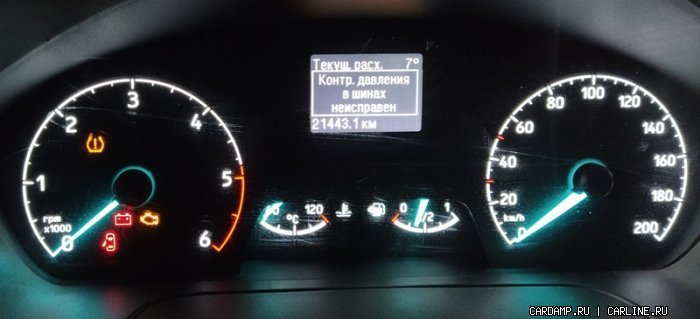 Текущ. расх. 7°
Контр. давления
в шинах
неисправен
21443.1 км
0
1
2
3
4
5
6
rpm
x1000
120
°C
0
1/2
1
0
20
40
60
80
100
120
140
160
180
200
km/h
CARDAMP.RU | CARLINE.RU